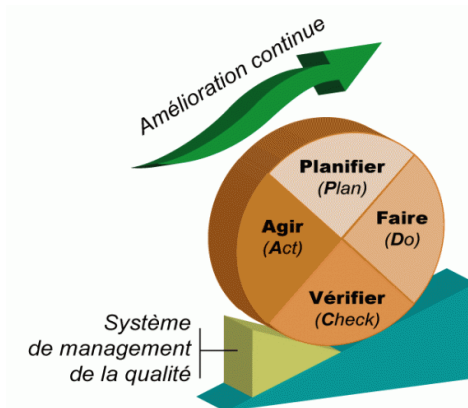 Amélioration continue
Planifier
(Plan)
Agir
(Act)
Faire
(Do)
Vérifier
(Check)
Système
de management
de la qualité